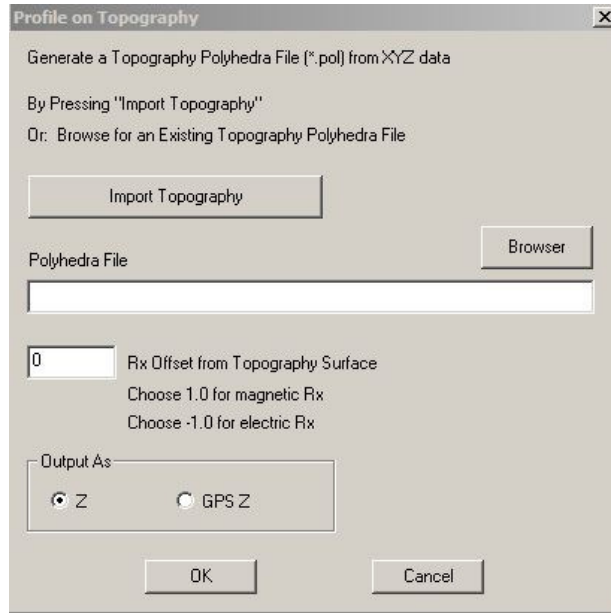 Profile on Topography
Generate a Topography Polyhedra File (*.pol) from XYZ data
By Pressing "Import Topography"
Or: Browse for an Existing Topography Polyhedra File
Import Topography
Browser
Polyhedra File
0
Rx Offset from Topography Surface
Choose 1.0 for magnetic Rx
Choose -1.0 for electric Rx
Output As
Z
GPS Z
OK
Cancel